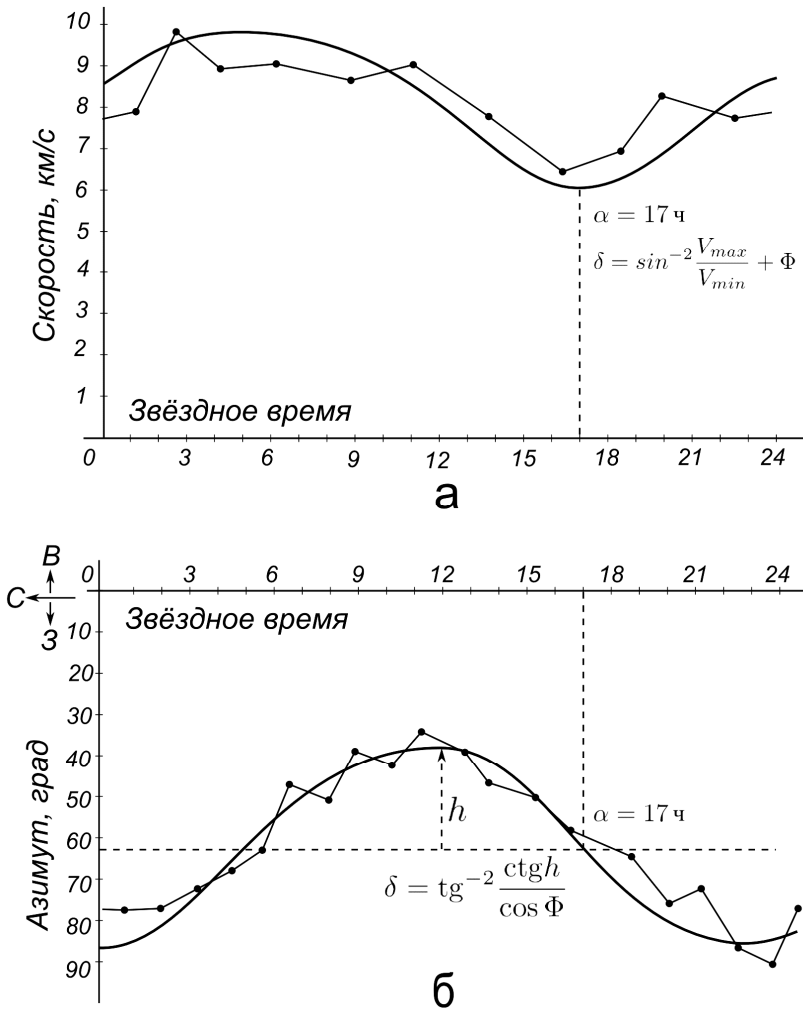 10
9
8
7
6
5
4
3
2
1
Скорость, км/с
α = 17 ч
δ = sin⁻² V_max / V_min + Φ
Звёздное время
0 3 6 9 12 15 18 21 24
а
В
С
З
0 3 6 9 12 15 18 21 24
Звёздное время
10
20
30
40
50
60
70
80
90
Азимут, град
h
α = 17 ч
δ = tg⁻² ctg h / cos Φ
б